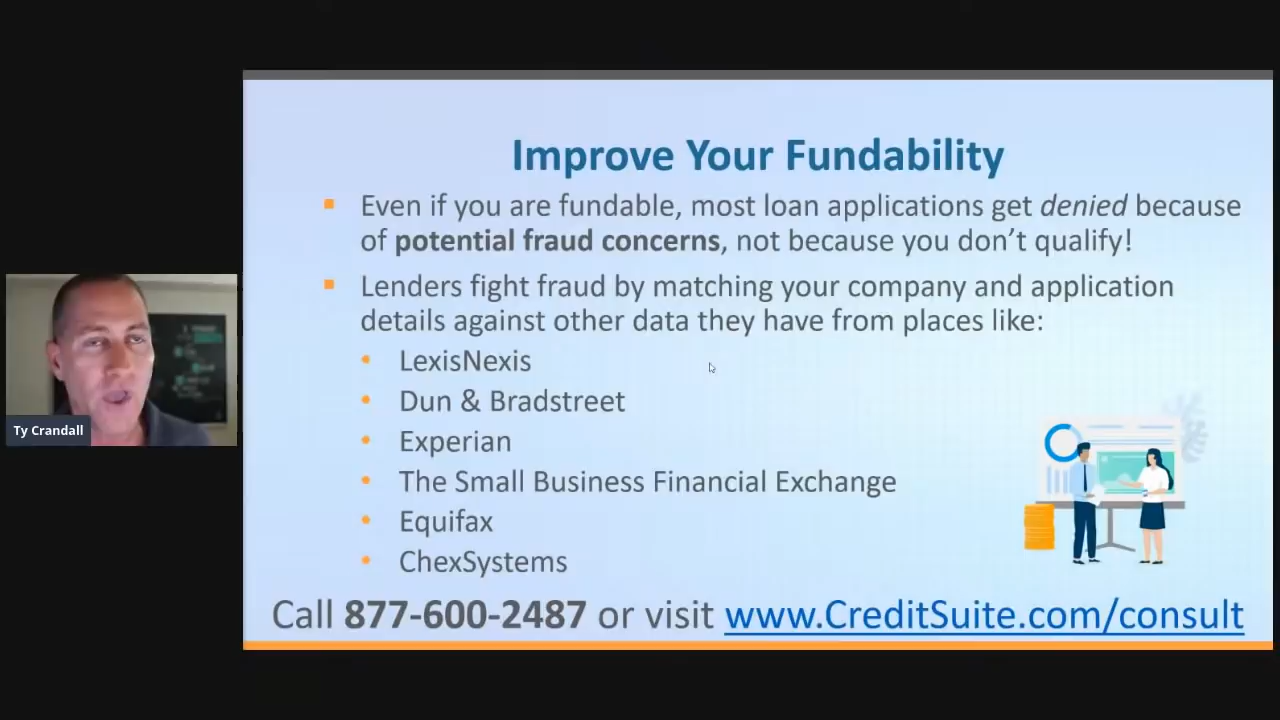 Improve Your Fundability
Even if you are fundable, most loan applications get denied because
of potential fraud concerns, not because you don’t qualify!
Lenders fight fraud by matching your company and application
details against other data they have from places like:
LexisNexis
Dun & Bradstreet
Experian
The Small Business Financial Exchange
Equifax
ChexSystems
Call 877-600-2487 or visit www.CreditSuite.com/consult
Ty Crandall